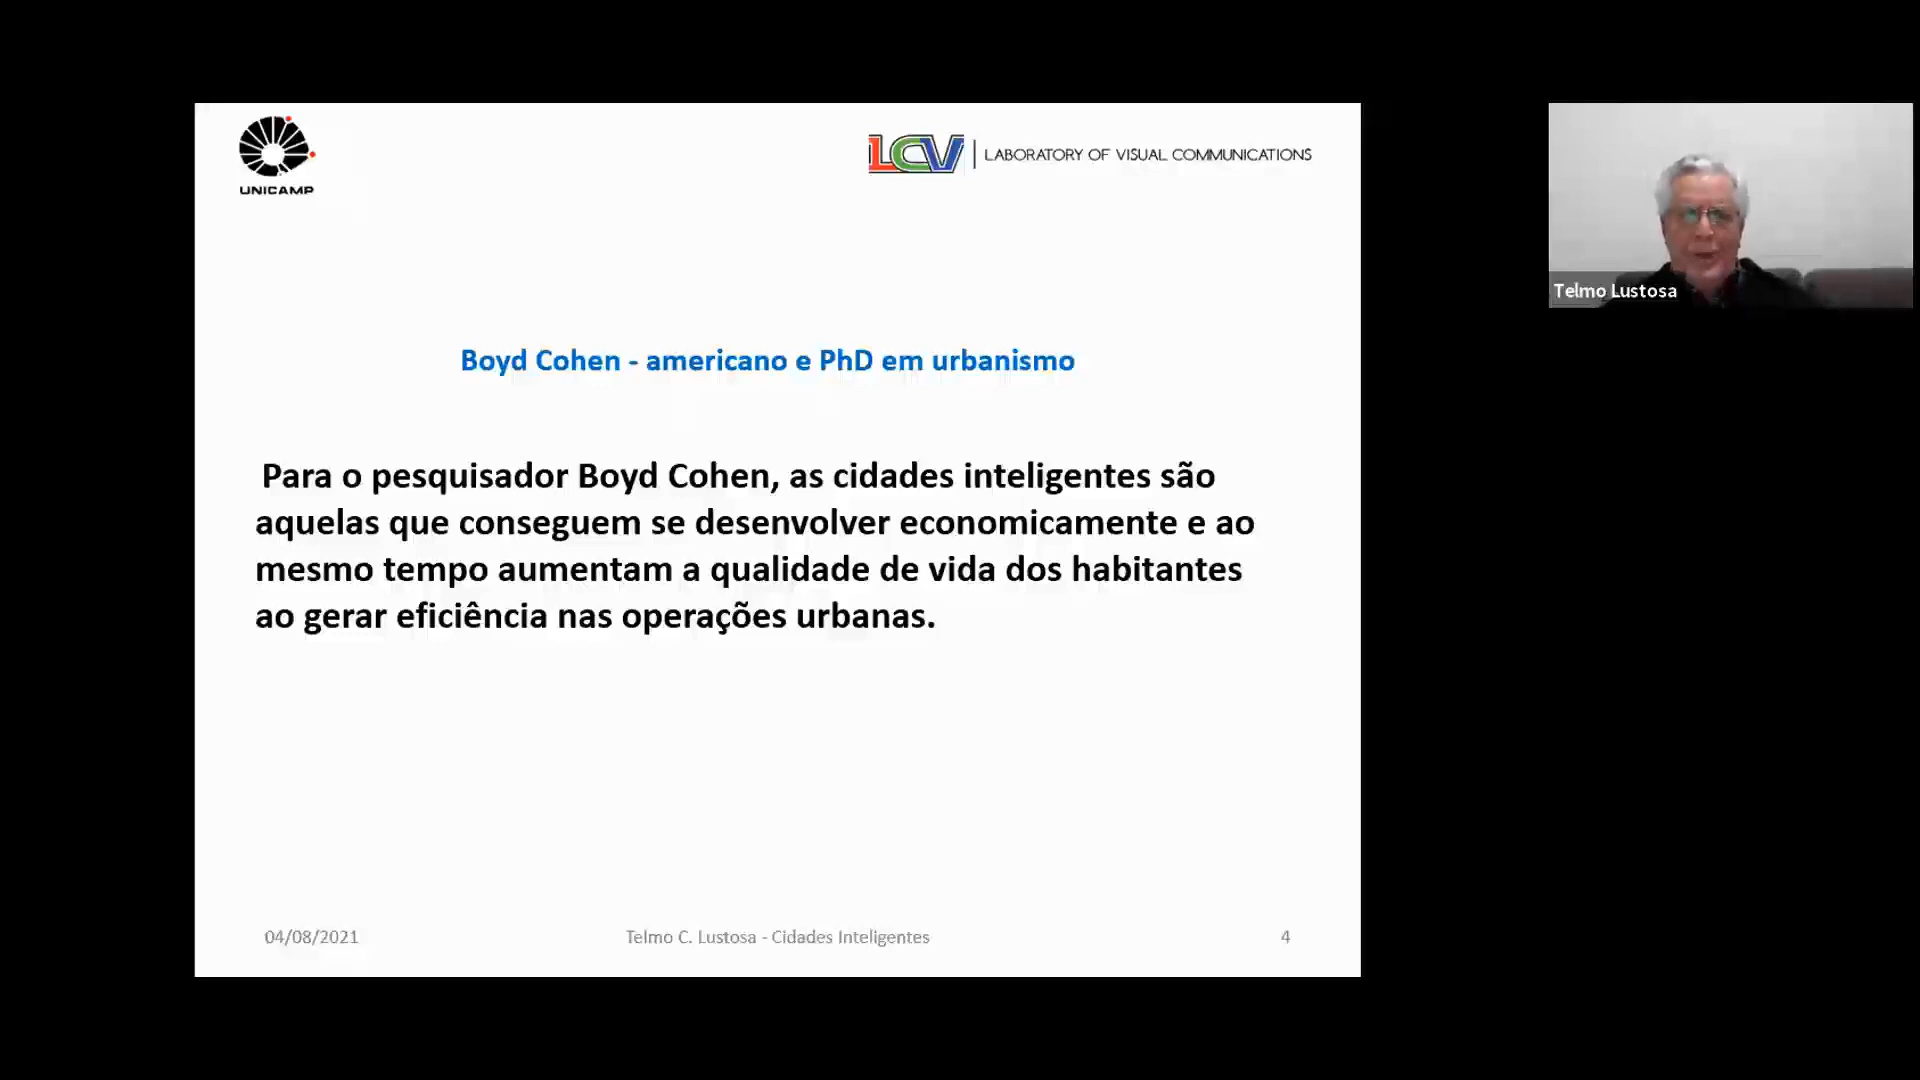 UNICAMP
LCV | LABORATORY OF VISUAL COMMUNICATIONS
Telmo Lustosa
Boyd Cohen - americano e PhD em urbanismo
Para o pesquisador Boyd Cohen, as cidades inteligentes são
aquelas que conseguem se desenvolver economicamente e ao
mesmo tempo aumentam a qualidade de vida dos habitantes
ao gerar eficiência nas operações urbanas.
04/08/2021
Telmo C. Lustosa - Cidades Inteligentes
4